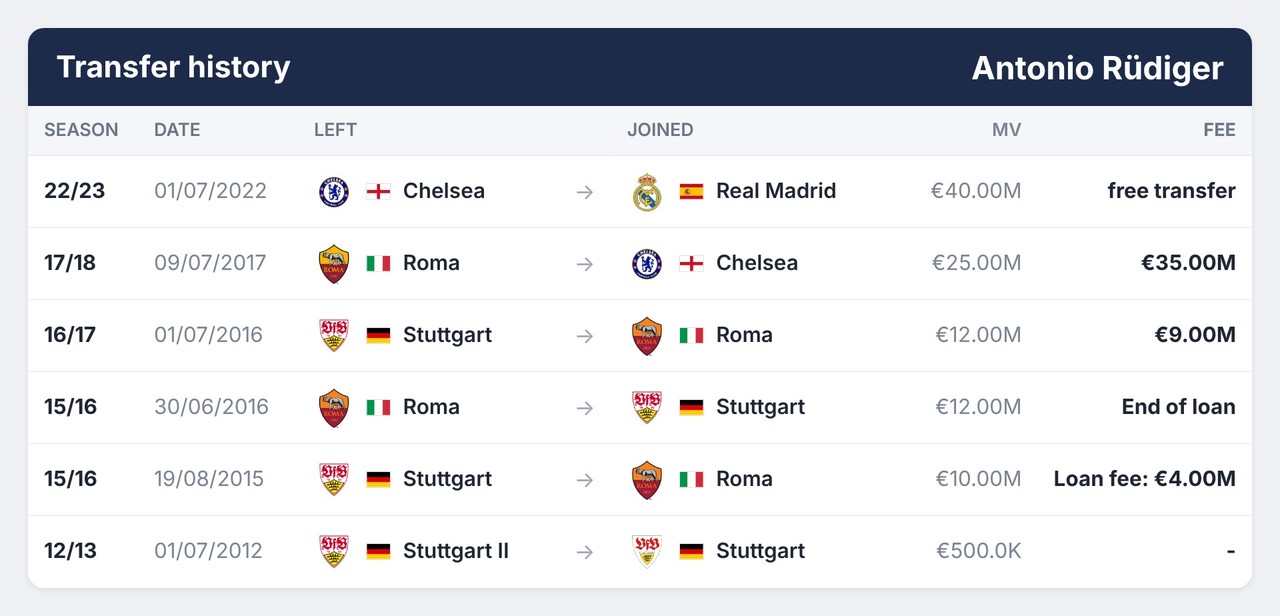 Transfer history Antonio Rüdiger
SEASON DATE LEFT JOINED MV FEE
22/23 01/07/2022 Chelsea → Real Madrid €40.00M free transfer
17/18 09/07/2017 Roma → Chelsea €25.00M €35.00M
16/17 01/07/2016 Stuttgart → Roma €12.00M €9.00M
15/16 30/06/2016 Roma → Stuttgart €12.00M End of loan
15/16 19/08/2015 Stuttgart → Roma €10.00M Loan fee: €4.00M
12/13 01/07/2012 Stuttgart II → Stuttgart €500.0K -